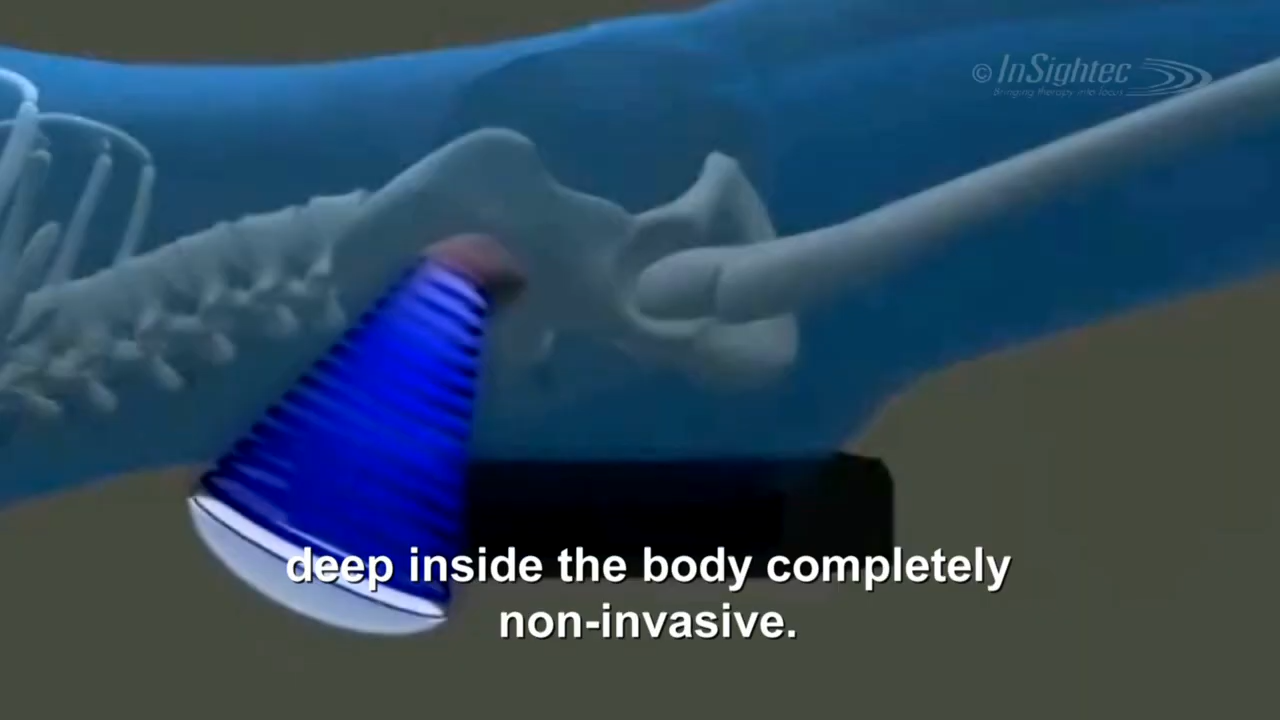 © InSightec
Bringing therapy into focus
deep inside the body completely
non-invasive.